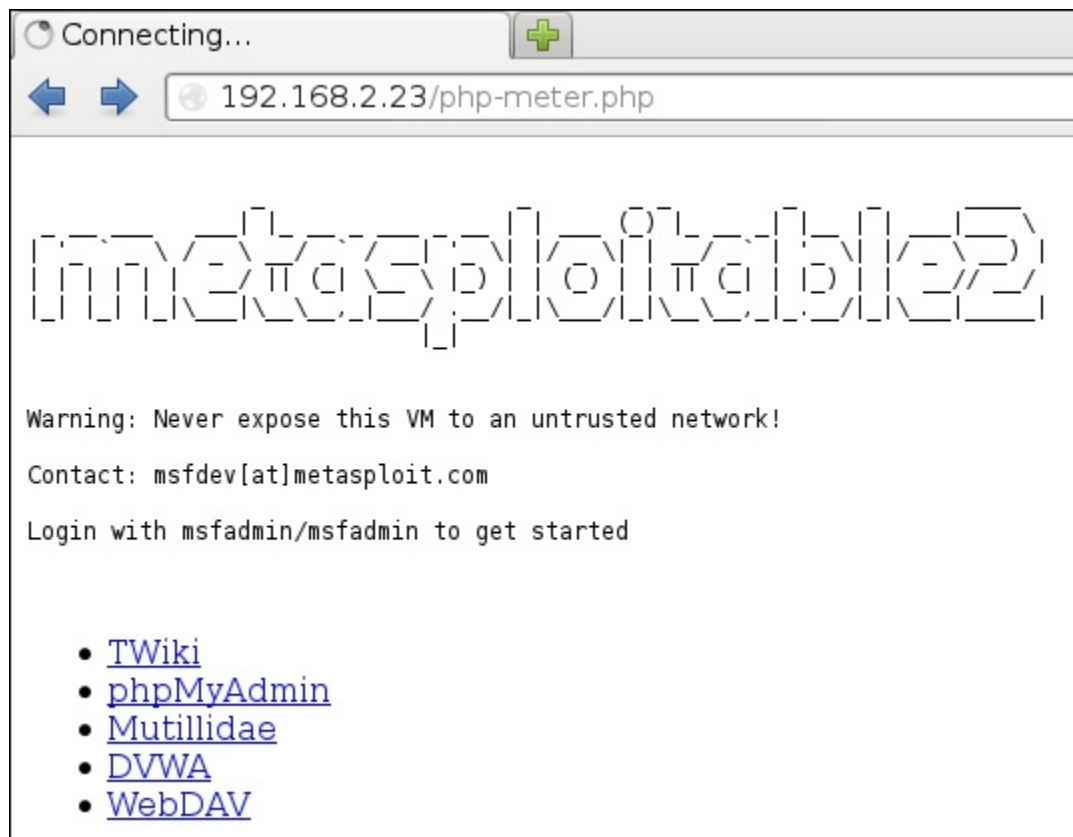 Connecting...
192.168.2.23/php-meter.php
metasploitable2
Warning: Never expose this VM to an untrusted network!
Contact: msfdev[at]metasploit.com
Login with msfadmin/msfadmin to get started
TWiki
phpMyAdmin
Mutillidae
DVWA
WebDAV